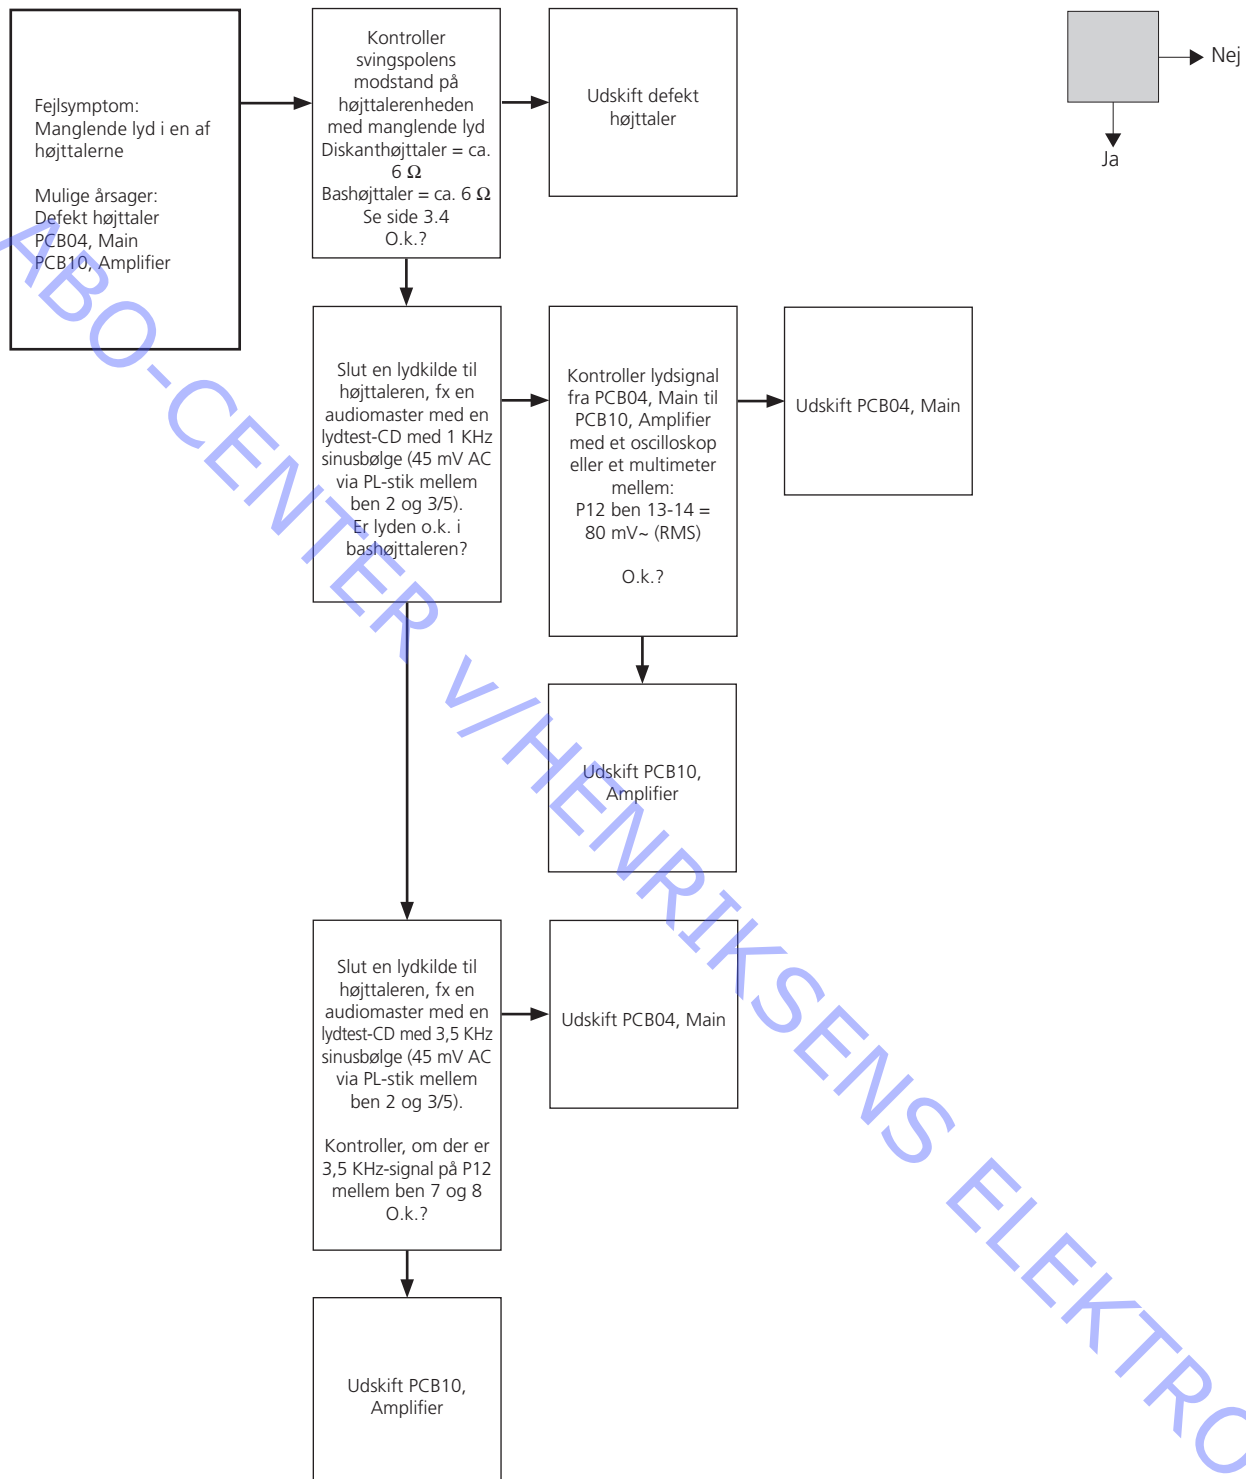 Fejlsymptom:
Manglende lyd i en af
højttalerne
Mulige årsager:
Defekt højttaler
PCB04, Main
PCB10, Amplifier
Kontroller
svingspolens
modstand på
højttalerenheden
med manglende lyd
Diskanthøjttaler = ca.
6 Ω
Bashøjttaler = ca. 6 Ω
Se side 3.4
O.k.?
Udskift defekt
højttaler
Nej
Ja
Slut en lydkilde til
højttaleren, fx en
audiomaster med en
lydtest-CD med 1 KHz
sinusbølge (45 mV AC
via PL-stik mellem
ben 2 og 3/5).
Er lyden o.k. i
bashøjttaleren?
Kontroller lydsignal
fra PCB04, Main til
PCB10, Amplifier
med et oscilloskop
eller et multimeter
mellem:
P12 ben 13-14 =
80 mV~ (RMS)
O.k.?
Udskift PCB04, Main
Udskift PCB10,
Amplifier
Slut en lydkilde til
højttaleren, fx en
audiomaster med en
lydtest-CD med 3,5 KHz
sinusbølge (45 mV AC
via PL-stik mellem
ben 2 og 3/5).
Kontroller, om der er
3,5 KHz-signal på P12
mellem ben 7 og 8
O.k.?
Udskift PCB04, Main
Udskift PCB10,
Amplifier
ABO-CENTER v/HENRIKSENS ELEKTRO